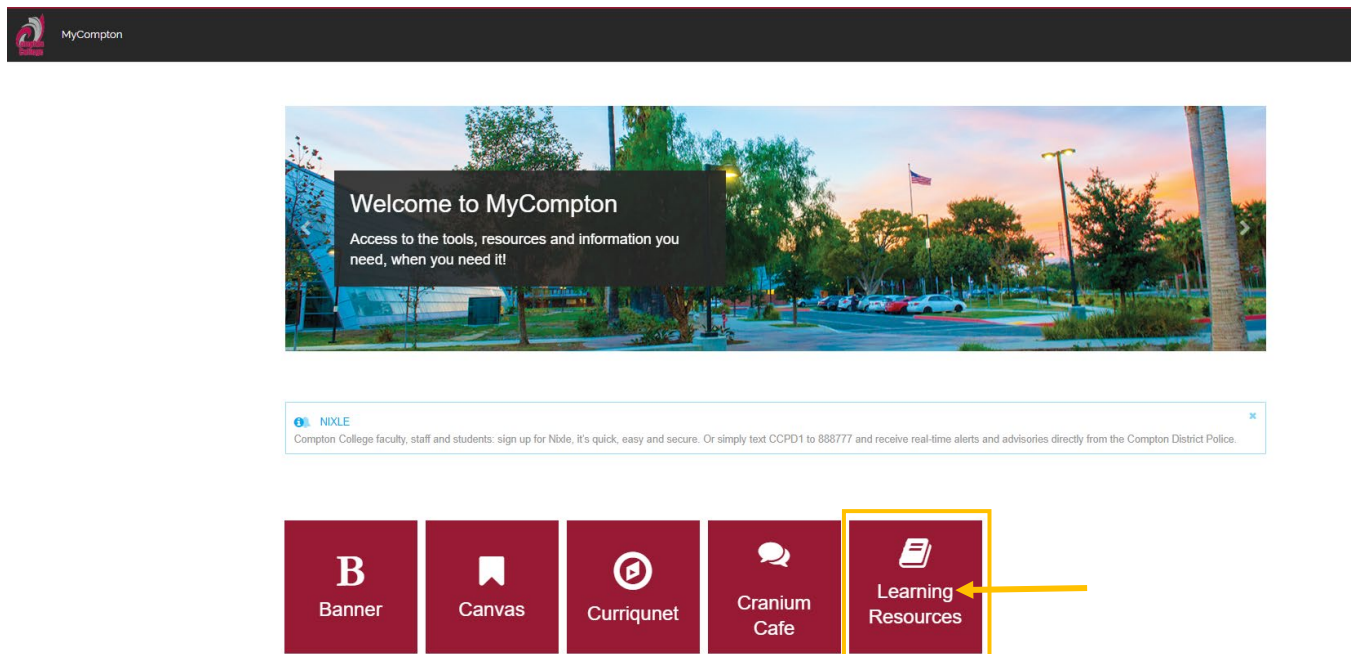 Compton
College
MyCompton
Welcome to MyCompton
Access to the tools, resources and information you
need, when you need it!
NIXLE
Compton College faculty, staff and students: sign up for Nixle, it's quick, easy and secure. Or simply text CCPD1 to 888777 and receive real-time alerts and advisories directly from the Compton District Police.
B
Banner
Canvas
Curriqunet
Cranium
Cafe
Learning
Resources